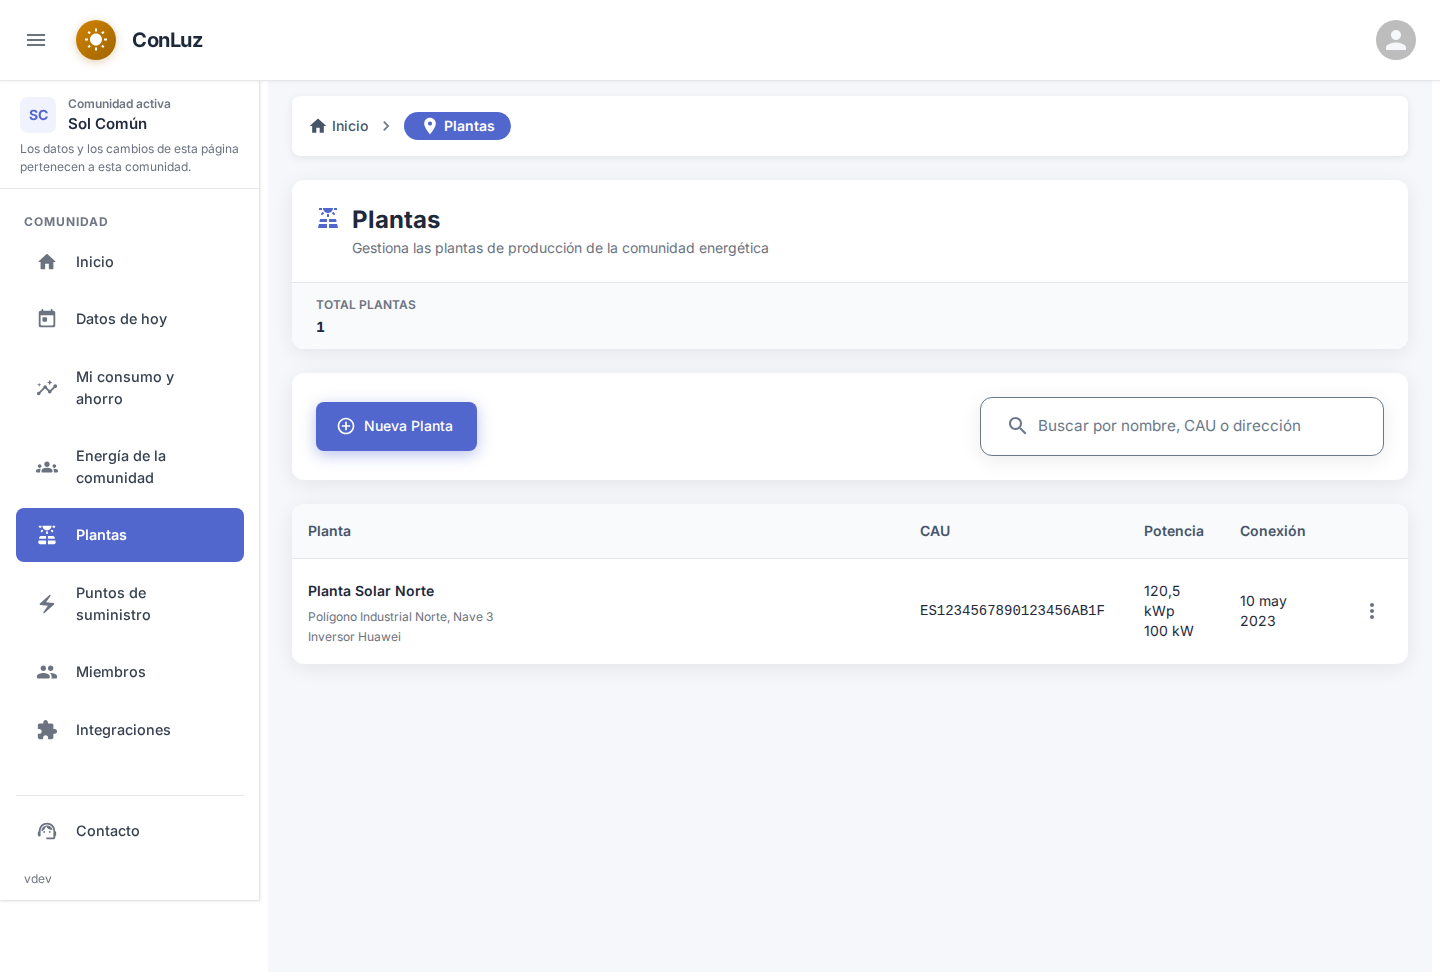 ConLuz
SC
Comunidad activa
Sol Común
Los datos y los cambios de esta página
pertenecen a esta comunidad.
COMUNIDAD
Inicio
Datos de hoy
Mi consumo y
ahorro
Energía de la
comunidad
Plantas
Puntos de
suministro
Miembros
Integraciones
Contacto
vdev
Inicio
Plantas
Plantas
Gestiona las plantas de producción de la comunidad energética
TOTAL PLANTAS
1
Nueva Planta
Buscar por nombre, CAU o dirección
Planta CAU Potencia Conexión
Planta Solar Norte
Polígono Industrial Norte, Nave 3
Inversor Huawei
ES1234567890123456AB1F
120,5
kWp
100 kW
10 may
2023